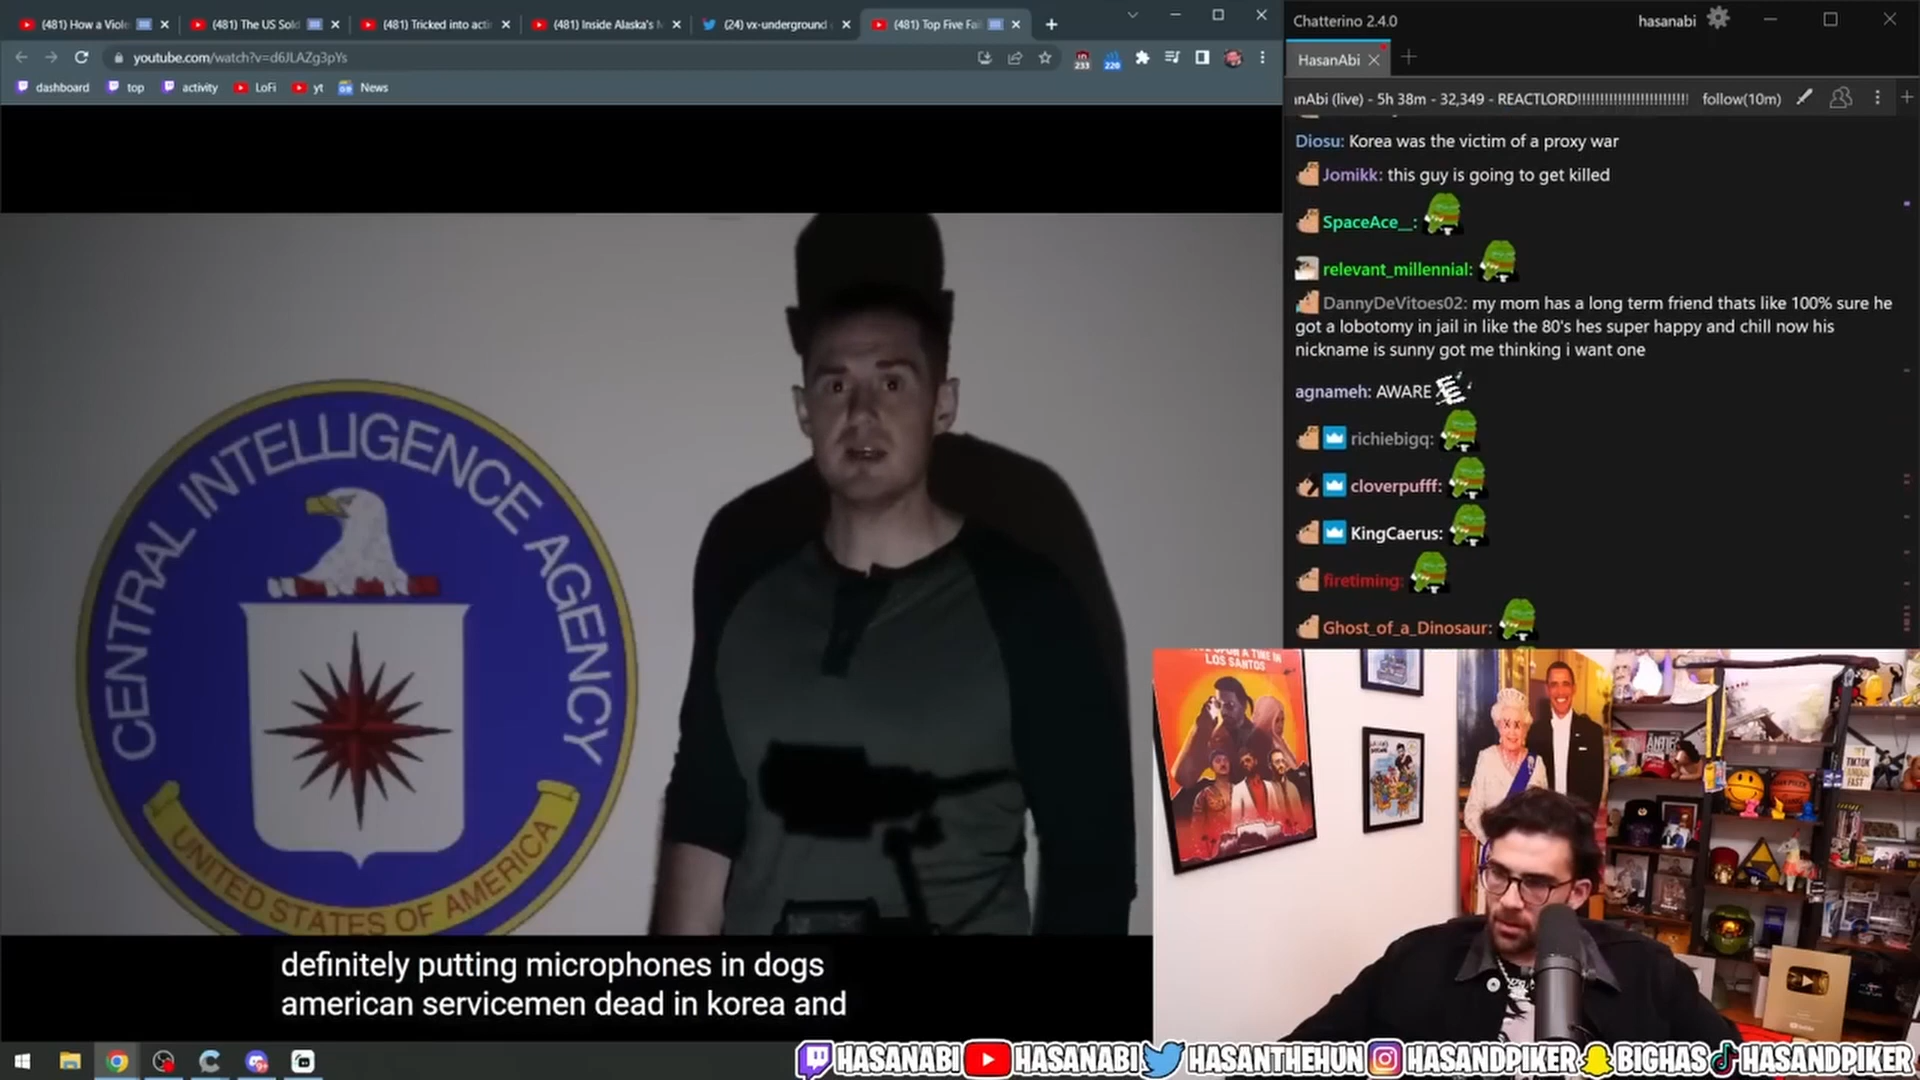 (481) How a Viole
(481) The US Sold
(481) Tricked into acti
(481) Inside Alaska's
(24) vx-underground
(481) Top Five Fai
youtube.com/watch?v=d6JLAZg3pYs
233
220
dashboard
top
activity
LoFi
yt
News
CENTRAL INTELLIGENCE AGENCY
UNITED STATES OF AMERICA
definitely putting microphones in dogs
american servicemen dead in korea and
Chatterino 2.4.0
hasanabi
HasanAbi
nAbi (live) - 5h 38m - 32,349 - REACTLORD!!!!!!!!!!!!!!!!!!!!!!!!!
follow(10m)
Diosu: Korea was the victim of a proxy war
Jomikk: this guy is going to get killed
SpaceAce__:
relevant_millennial:
DannyDeVitoes02: my mom has a long term friend thats like 100% sure he
got a lobotomy in jail in like the 80's hes super happy and chill now his
nickname is sunny got me thinking i want one
agnameh: AWARE
richiebigq:
cloverpufff:
KingCaerus:
firetiming:
Ghost_of_a_Dinosaur:
A TIME IN
LOS SANTOS
HASANABI
HASANABI
HASANTHEHUN
HASANDPIKER
BIGHAS
HASANDPIKER